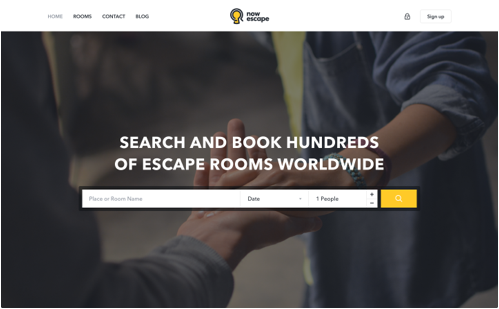 HOME ROOMS CONTACT BLOG
now
escape
Sign up
SEARCH AND BOOK HUNDREDS
OF ESCAPE ROOMS WORLDWIDE
Place or Room Name Date 1 People + −